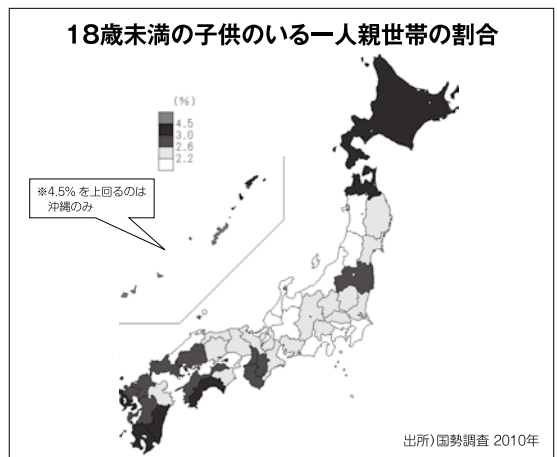 18歳未満の子供のいる一人親世帯の割合
(%)
4.5
3.0
2.6
2.2
※4.5%を上回るのは
沖縄のみ
出所)国勢調査 2010年